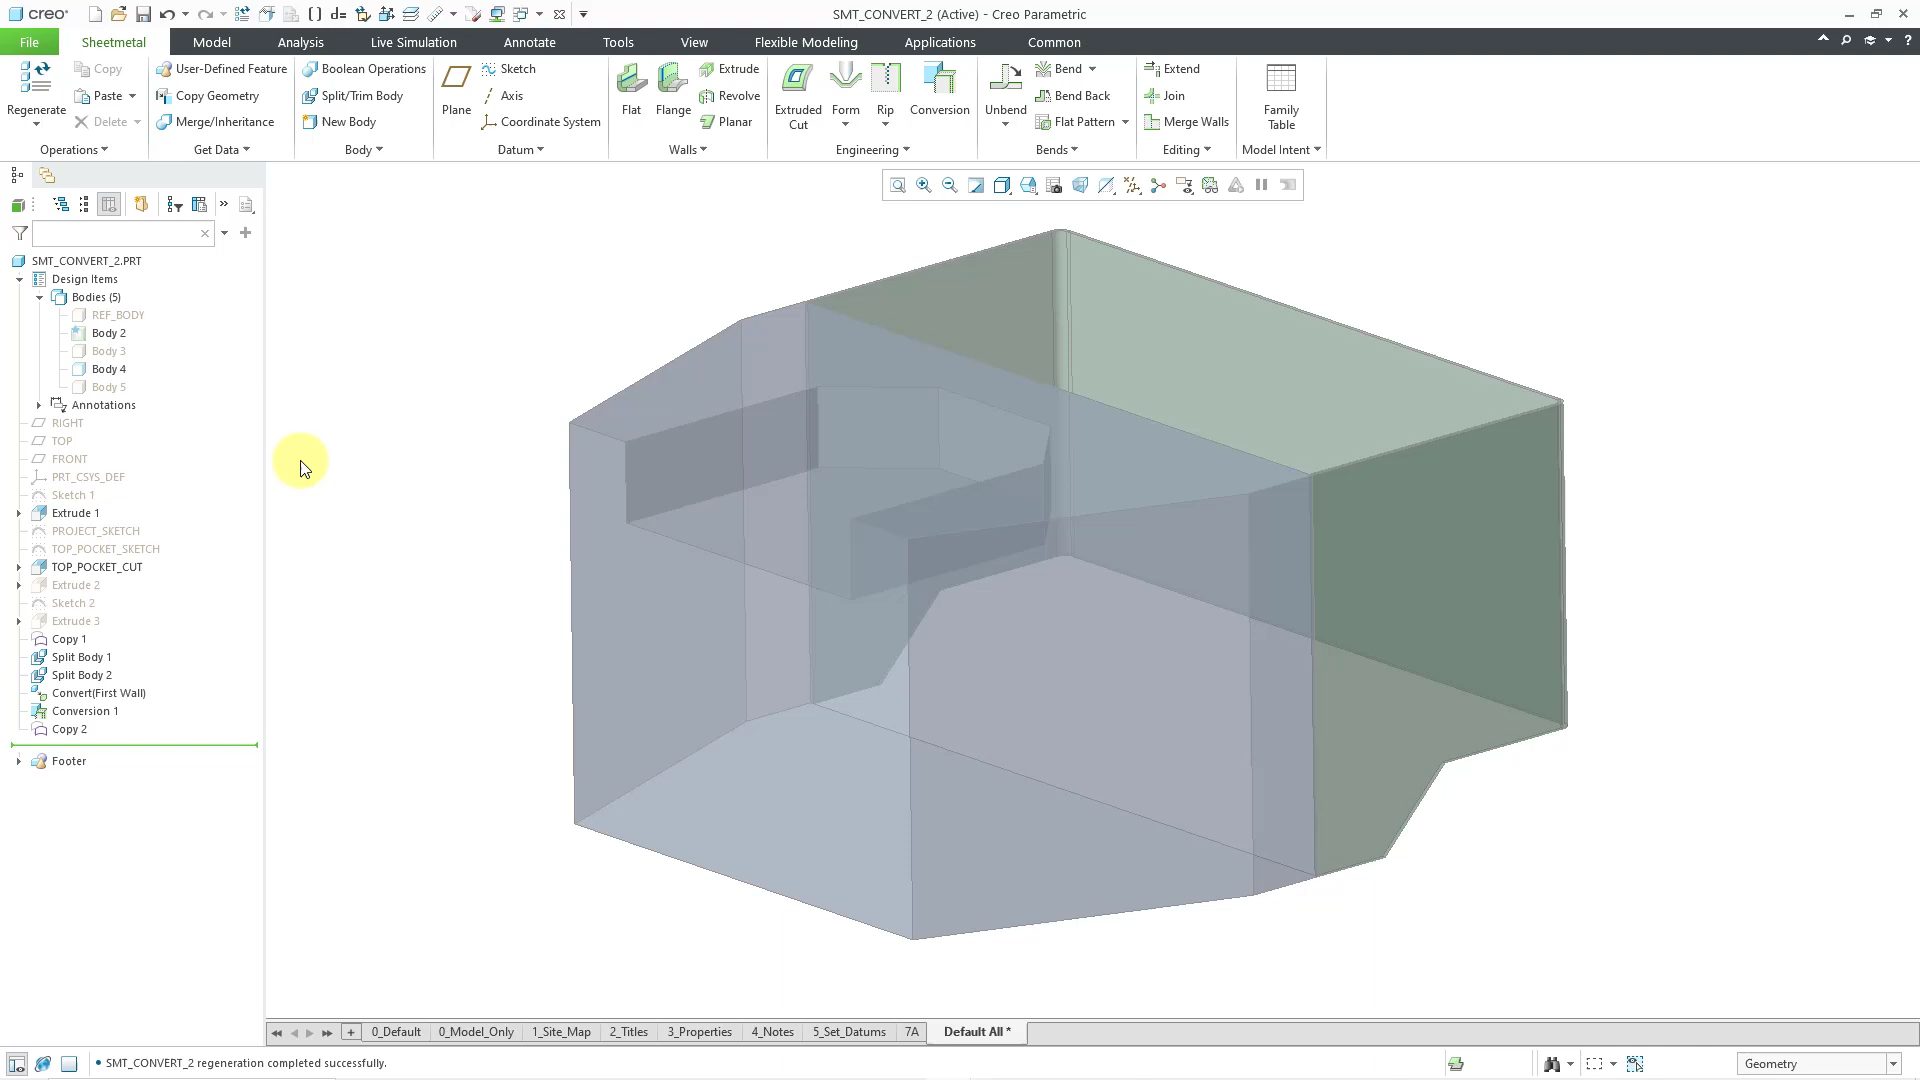 creo
SMT_CONVERT_2 (Active) - Creo Parametric
File Sheetmetal Model Analysis Live Simulation Annotate Tools View Flexible Modeling Applications Common
Regenerate
Copy
Paste
Delete
Operations
User-Defined Feature
Copy Geometry
Merge/Inheritance
Get Data
Boolean Operations
Split/Trim Body
New Body
Body
Plane
Sketch
Axis
Coordinate System
Datum
Flat
Flange
Extrude
Revolve
Planar
Walls
Extruded
Cut
Form
Rip
Conversion
Engineering
Unbend
Bend
Bend Back
Flat Pattern
Bends
Extend
Join
Merge Walls
Editing
Family
Table
Model Intent
SMT_CONVERT_2.PRT
Design Items
Bodies (5)
REF_BODY
Body 2
Body 3
Body 4
Body 5
Annotations
RIGHT
TOP
FRONT
PRT_CSYS_DEF
Sketch 1
Extrude 1
PROJECT_SKETCH
TOP_POCKET_SKETCH
TOP_POCKET_CUT
Extrude 2
Sketch 2
Extrude 3
Copy 1
Split Body 1
Split Body 2
Convert(First Wall)
Conversion 1
Copy 2
Footer
0_Default 0_Model_Only 1_Site_Map 2_Titles 3_Properties 4_Notes 5_Set_Datums 7A Default All *
• SMT_CONVERT_2 regeneration completed successfully.
Geometry